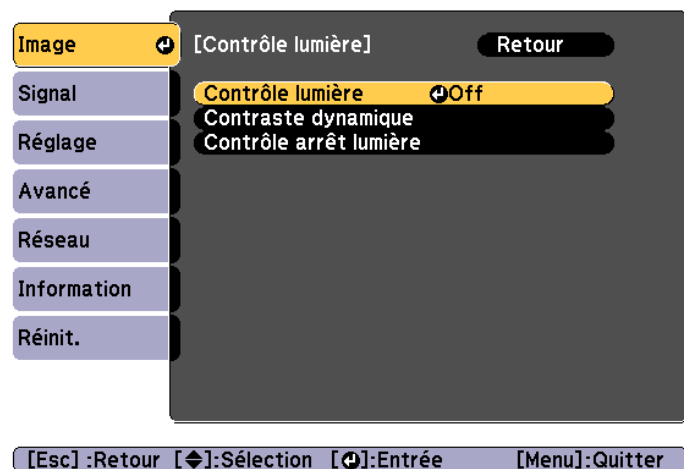 Image [Contrôle lumière] Retour
Signal
Contrôle lumière Off
Contraste dynamique
Contrôle arrêt lumière
Réglage
Avancé
Réseau
Information
Réinit.
[Esc] :Retour []:Sélection []:Entrée [Menu]:Quitter